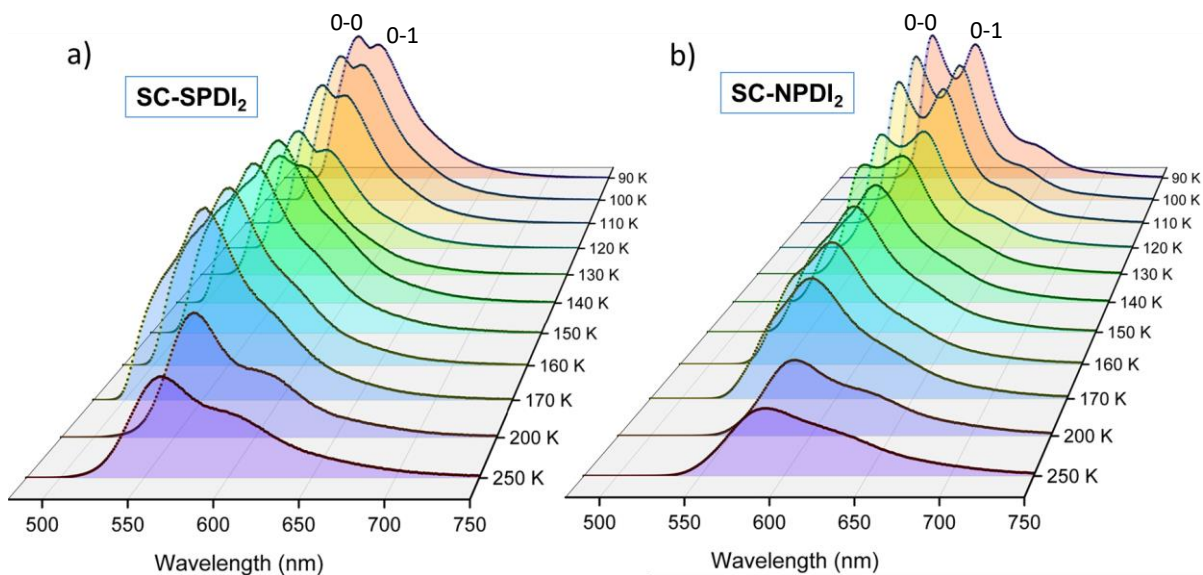 a)
SC-SPDI₂
0-0
0-1
90 K
100 K
110 K
120 K
130 K
140 K
150 K
160 K
170 K
200 K
250 K
500 550 600 650 700 750
Wavelength (nm)
b)
SC-NPDI₂
0-0
0-1
90 K
100 K
110 K
120 K
130 K
140 K
150 K
160 K
170 K
200 K
250 K
500 550 600 650 700 750
Wavelength (nm)